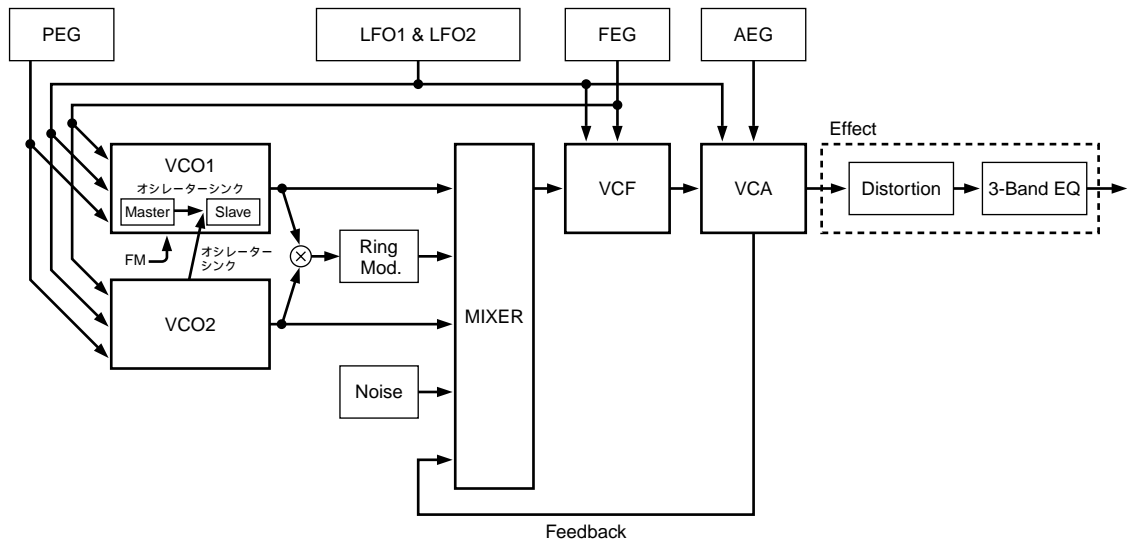 PEG
LFO1 & LFO2
FEG
AEG
Effect
VCO1
オシレーターシンク
Master
Slave
FM
オシレーター
シンク
VCO2
Ring
Mod.
Noise
MIXER
VCF
VCA
Distortion
3-Band EQ
Feedback